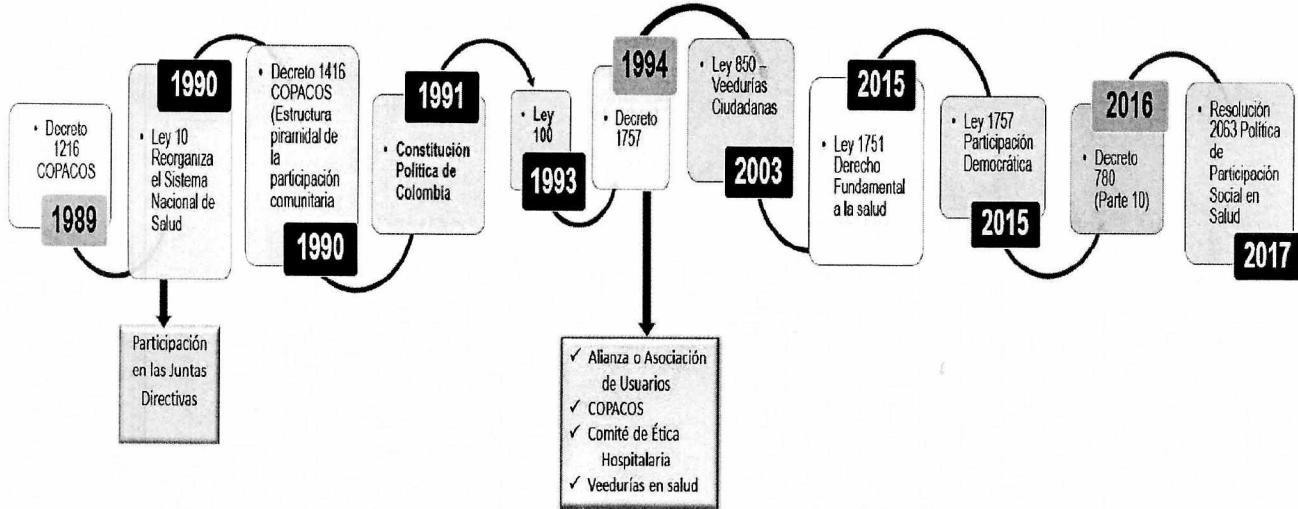 • Decreto
1216
COPACOS
1989
1990
• Ley 10
Reorganiza
el Sistema
Nacional de
Salud
Participación
en las Juntas
Directivas
• Decreto 1416
COPACOS
(Estructura
piramidal de
la
participación
comunitaria
1990
1991
• Constitución
Política de
Colombia
• Ley
100
1993
1994
• Decreto
1757
✓ Alianza o Asociación
de Usuarios
✓ COPACOS
✓ Comité de Ética
Hospitalaria
✓ Veedurías en salud
• Ley 850 –
Veedurías
Ciudadanas
2003
2015
• Ley 1751
Derecho
Fundamental
a la salud
• Ley 1757
Participación
Democrática
2015
2016
• Decreto
780
(Parte 10)
• Resolución
2063 Política
de
Participación
Social en
Salud
2017